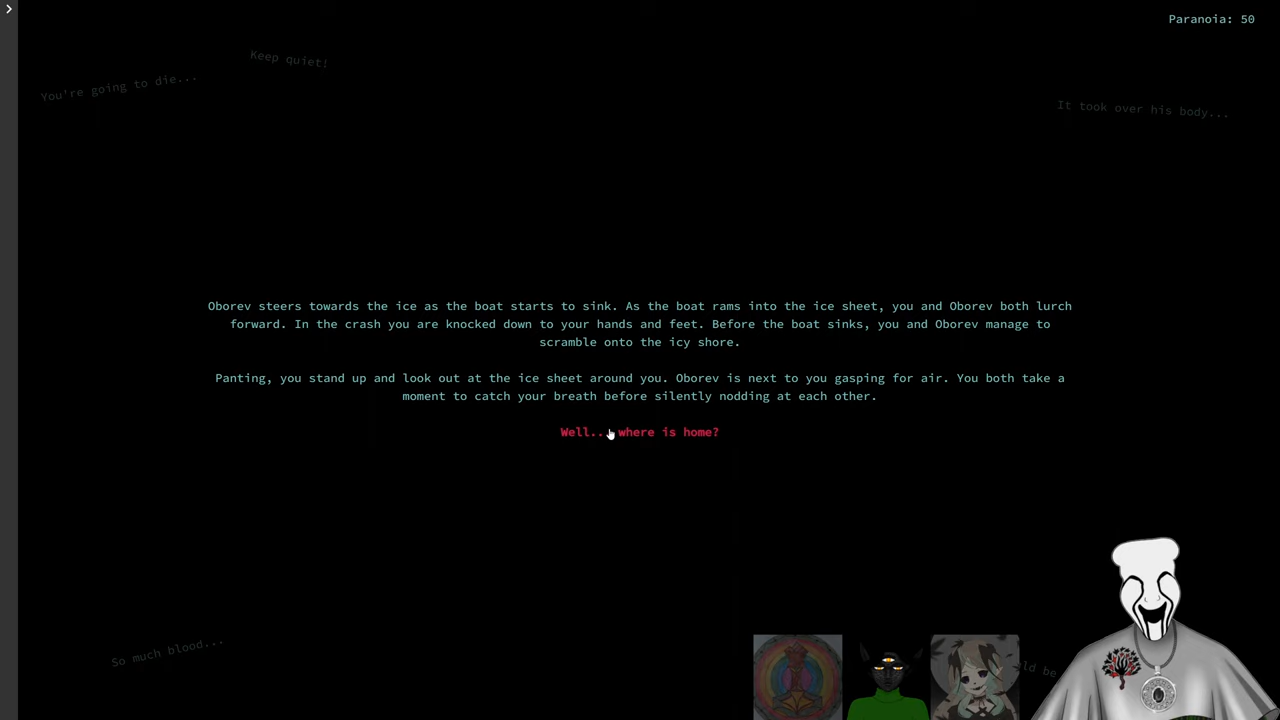 Paranoia: 50
Keep quiet!
You're going to die...
It took over his body...
Oborev steers towards the ice as the boat starts to sink. As the boat rams into the ice sheet, you and Oborev both lurch
forward. In the crash you are knocked down to your hands and feet. Before the boat sinks, you and Oborev manage to
scramble onto the icy shore.
Panting, you stand up and look out at the ice sheet around you. Oborev is next to you gasping for air. You both take a
moment to catch your breath before silently nodding at each other.
Well... where is home?
So much blood...
be